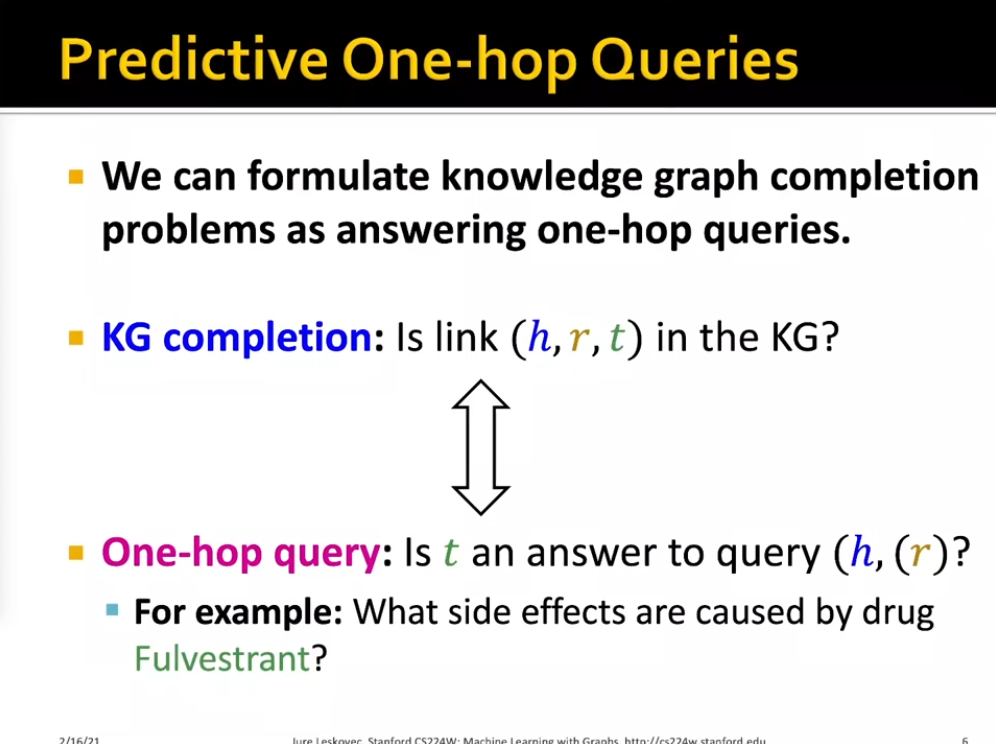 Predictive One-hop Queries
We can formulate knowledge graph completion
problems as answering one-hop queries.
KG completion: Is link (h, r, t) in the KG?
One-hop query: Is t an answer to query (h, (r)?
For example: What side effects are caused by drug
Fulvestrant?
2/16/21 Jure Leskovec, Stanford CS224W: Machine Learning with Graphs, http://cs224w.stanford.edu 6